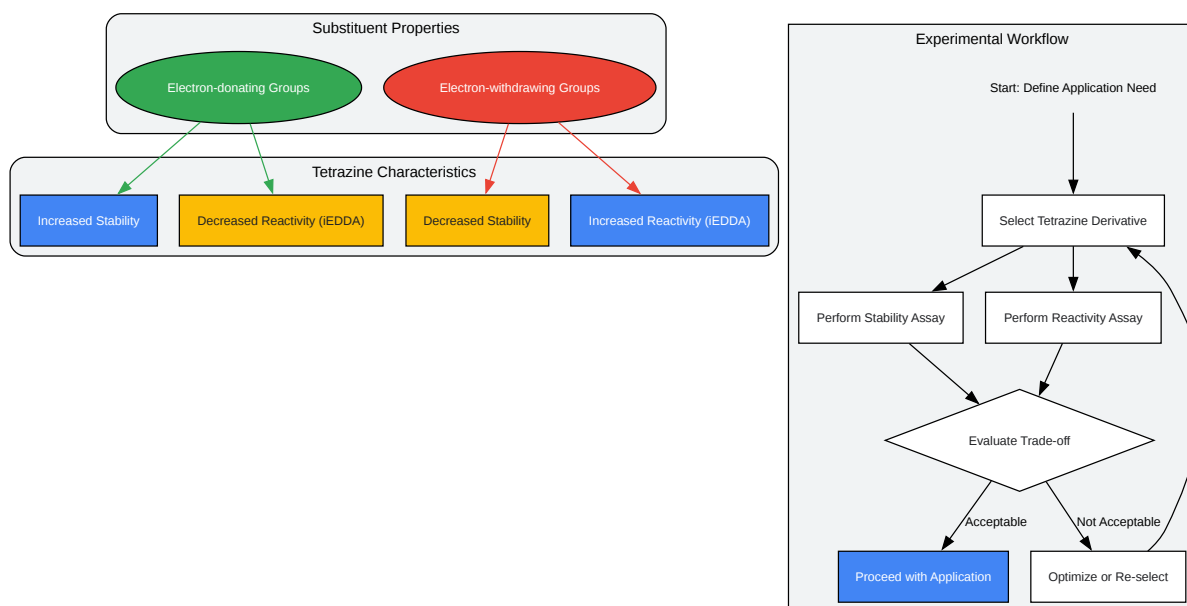 Substituent Properties
Electron-donating Groups
Electron-withdrawing Groups
Tetrazine Characteristics
Increased Stability
Decreased Reactivity (iEDDA)
Decreased Stability
Increased Reactivity (iEDDA)
Experimental Workflow
Start: Define Application Need
Select Tetrazine Derivative
Perform Stability Assay
Perform Reactivity Assay
Evaluate Trade-off
Acceptable
Not Acceptable
Proceed with Application
Optimize or Re-select